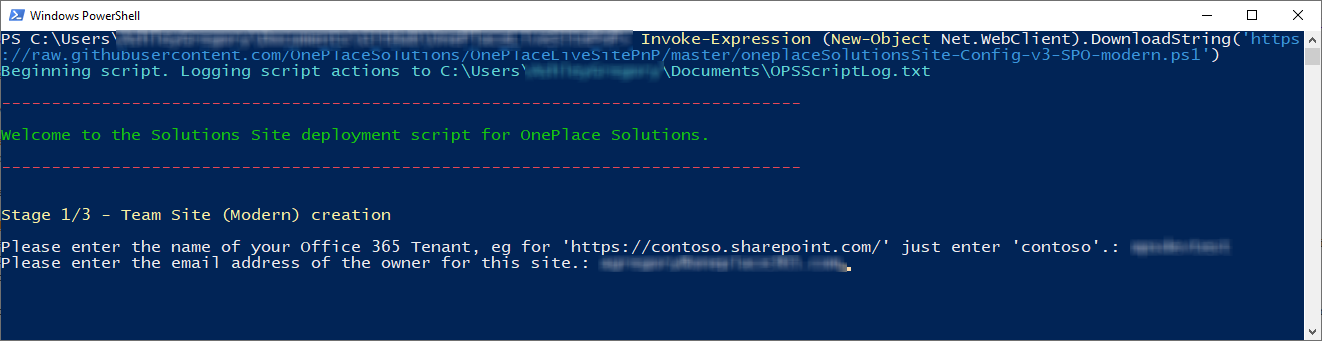 Windows PowerShell
PS C:\Users\ Invoke-Expression (New-Object Net.WebClient).DownloadString('https
://raw.githubusercontent.com/OnePlaceSolutions/OnePlaceLiveSitePnP/master/oneplaceSolutionsSite-Config-v3-SPO-modern.ps1')
Beginning script. Logging script actions to C:\Users\ \Documents\OPSScriptLog.txt
--------------------------------------------------------------------------------
Welcome to the Solutions Site deployment script for OnePlace Solutions.
--------------------------------------------------------------------------------
Stage 1/3 - Team Site (Modern) creation
Please enter the name of your Office 365 Tenant, eg for 'https://contoso.sharepoint.com/' just enter 'contoso'.:
Please enter the email address of the owner for this site.: